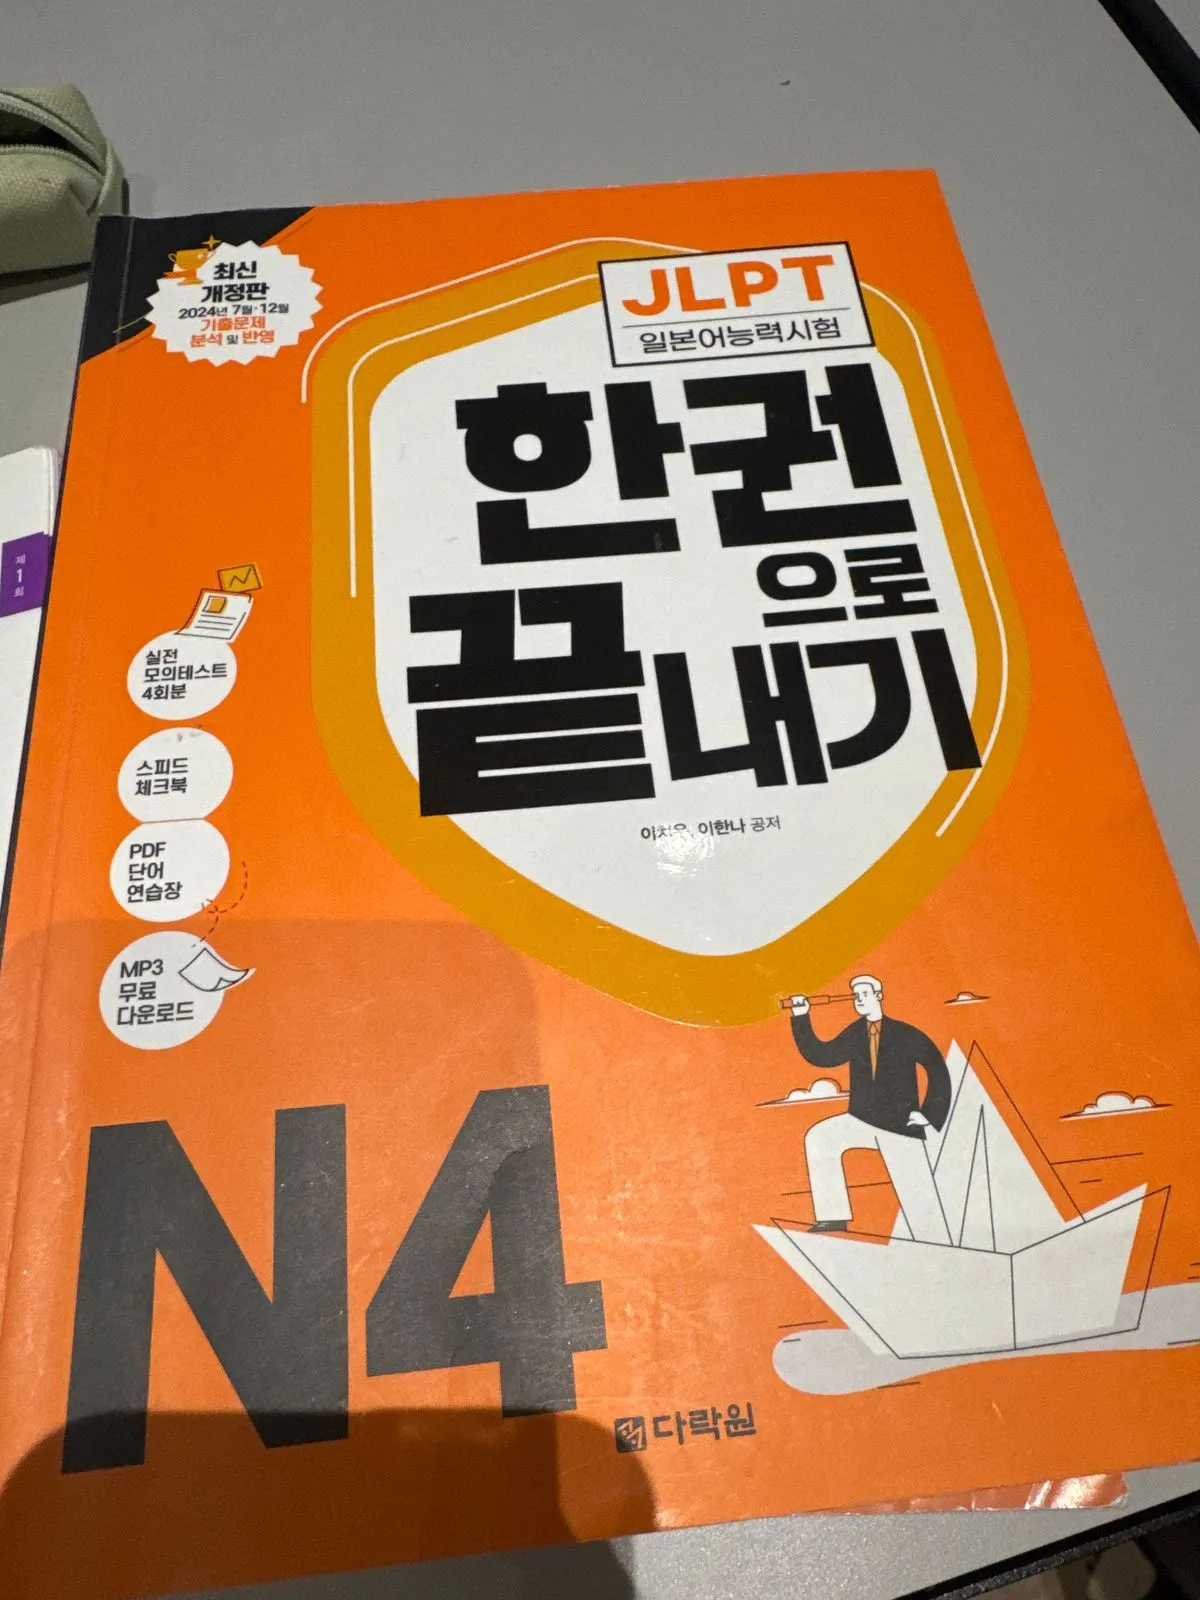 최신
개정판
2024년 7월·12월
기출문제
분석 및 반영
JLPT
일본어능력시험
한권
으로
끝내기
이한나 공저
실전
모의테스트
4회분
스피드
체크북
PDF
단어
연습장
MP3
무료
다운로드
N4
다락원
제
1
회